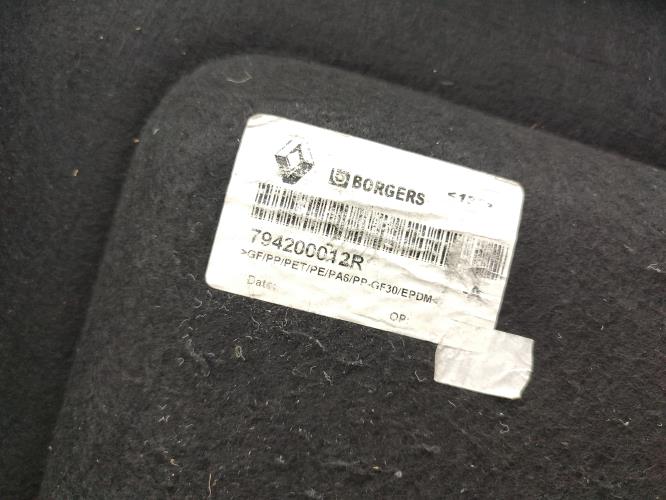 BORGERS
794200012R
>GF/PP/PET/PE/PA6/PP-GF30/EPDM<
Date:
OP: